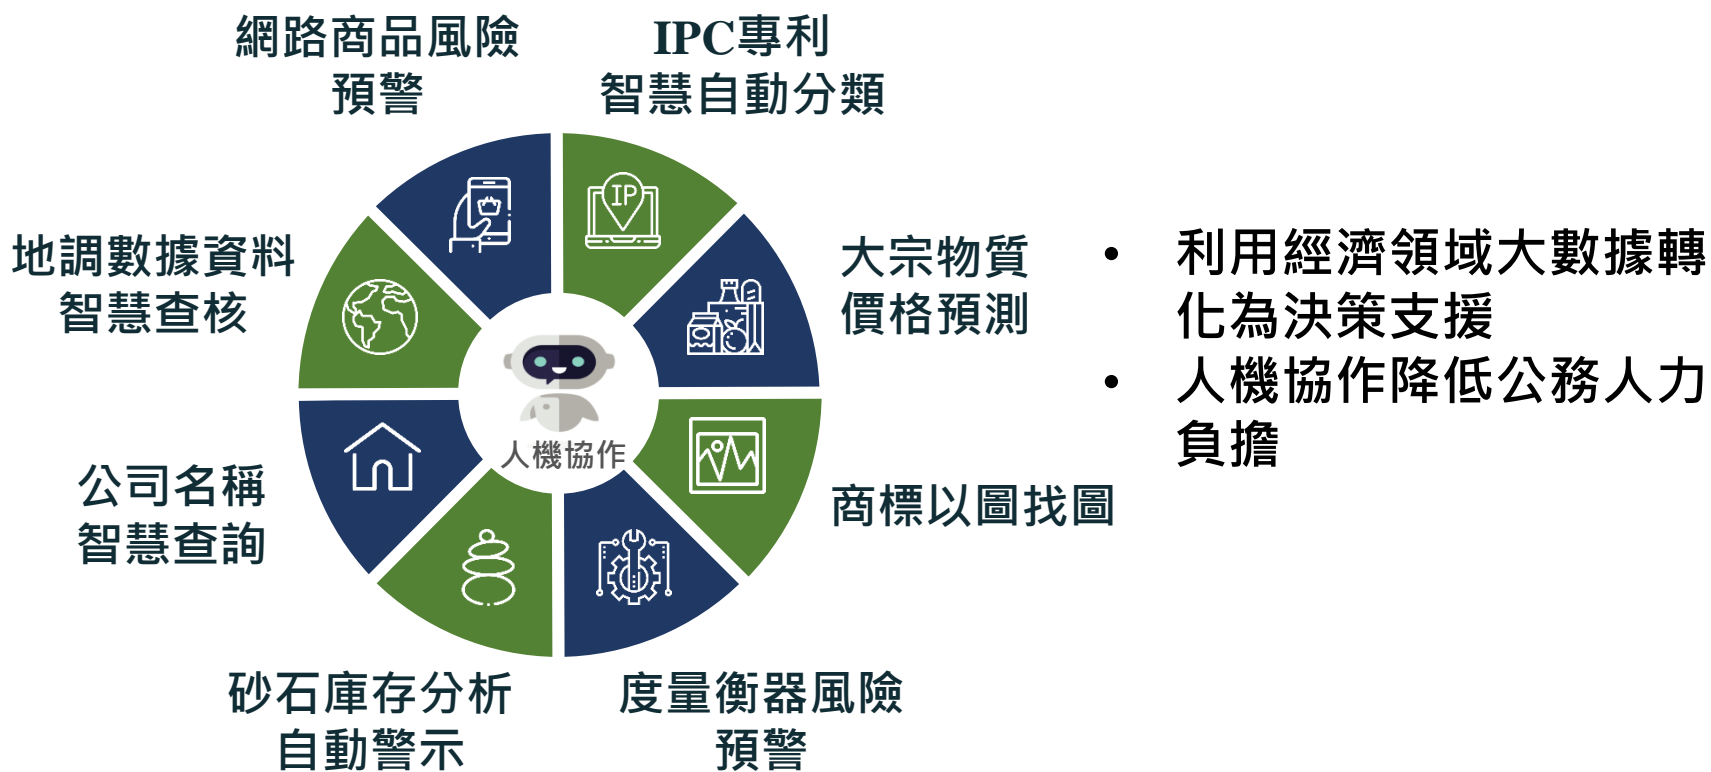 網路商品風險
預警
IPC專利
智慧自動分類
地調數據資料
智慧查核
IP
大宗物質
價格預測
人機協作
公司名稱
智慧查詢
商標以圖找圖
砂石庫存分析
自動警示
度量衡器風險
預警
• 利用經濟領域大數據轉
化為決策支援
• 人機協作降低公務人力
負擔